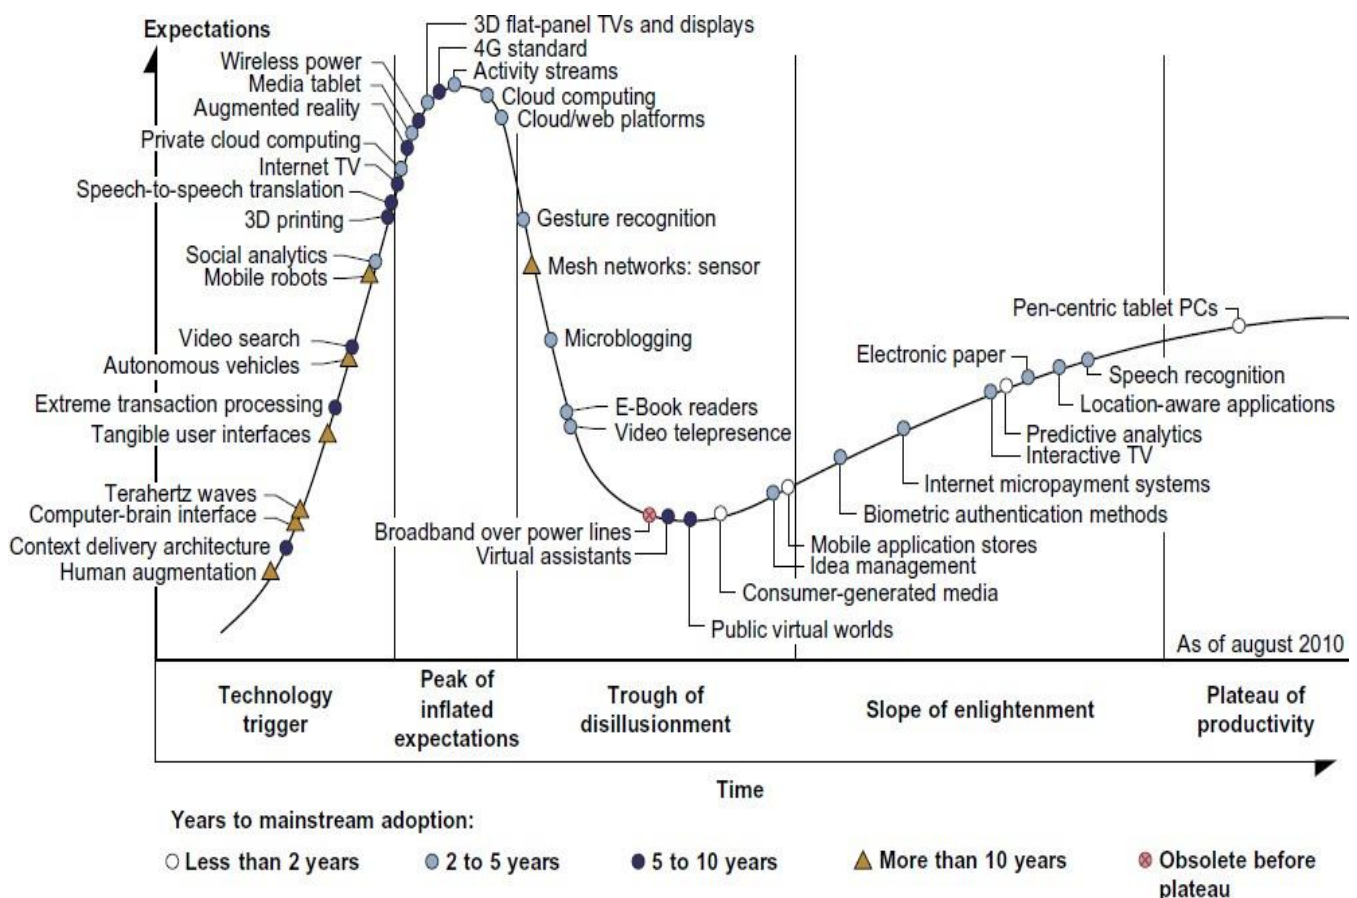 Expectations
3D flat-panel TVs and displays
4G standard
Activity streams
Wireless power
Media tablet
Augmented reality
Cloud computing
Cloud/web platforms
Private cloud computing
Internet TV
Speech-to-speech translation
3D printing
Gesture recognition
Social analytics
Mobile robots
Mesh networks: sensor
Video search
Autonomous vehicles
Microblogging
Extreme transaction processing
Tangible user interfaces
E-Book readers
Video telepresence
Terahertz waves
Computer-brain interface
Context delivery architecture
Human augmentation
Broadband over power lines
Virtual assistants
Pen-centric tablet PCs
Electronic paper
Speech recognition
Location-aware applications
Predictive analytics
Interactive TV
Internet micropayment systems
Biometric authentication methods
Mobile application stores
Idea management
Consumer-generated media
Public virtual worlds
As of august 2010
Technology
trigger
Peak of
inflated
expectations
Trough of
disillusionment
Slope of enlightenment
Plateau of
productivity
Time
Years to mainstream adoption:
Less than 2 years
2 to 5 years
5 to 10 years
More than 10 years
Obsolete before
plateau